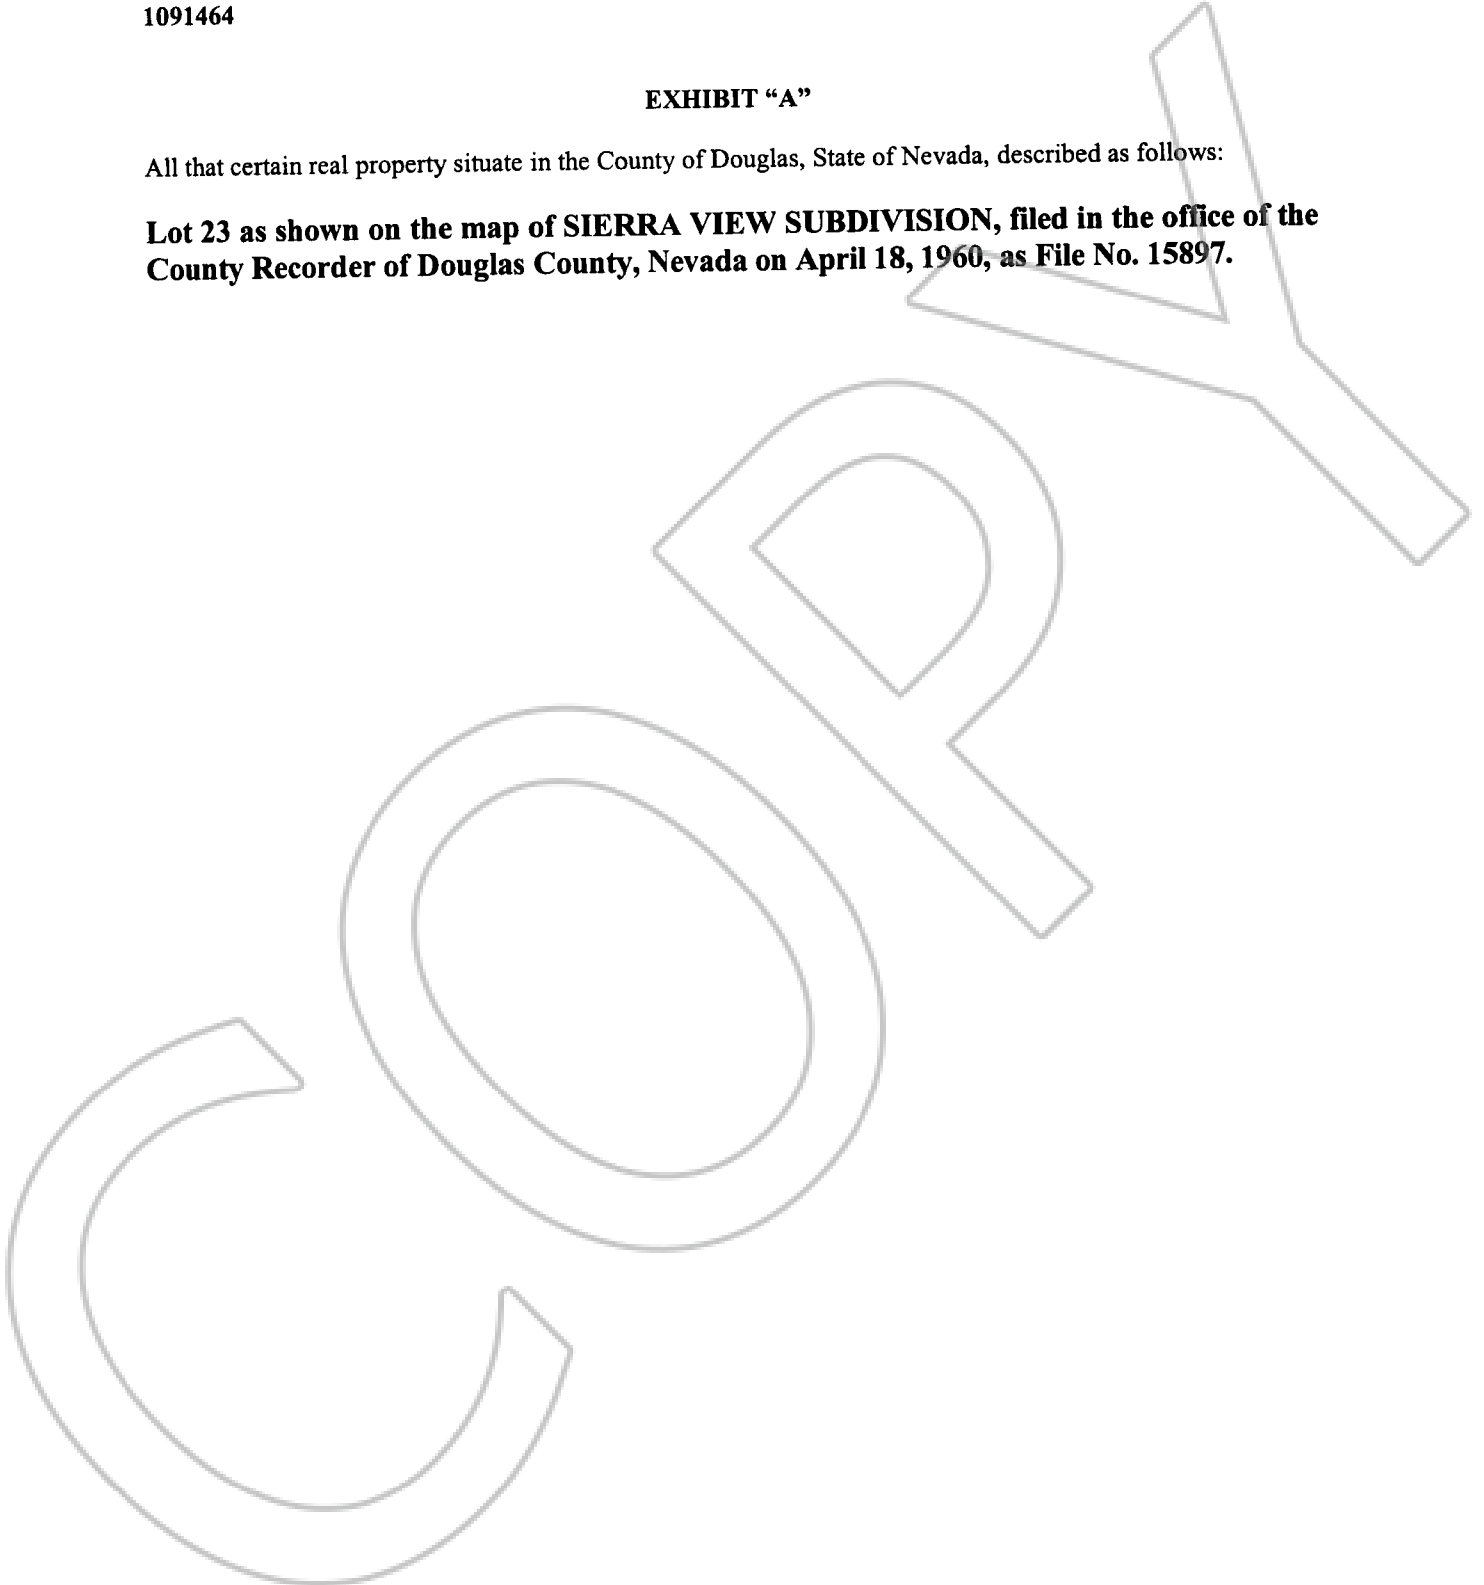 1091464
EXHIBIT “A”
All that certain real property situate in the County of Douglas, State of Nevada, described as follows:
Lot 23 as shown on the map of SIERRA VIEW SUBDIVISION, filed in the office of the
County Recorder of Douglas County, Nevada on April 18, 1960, as File No. 15897.
COPY